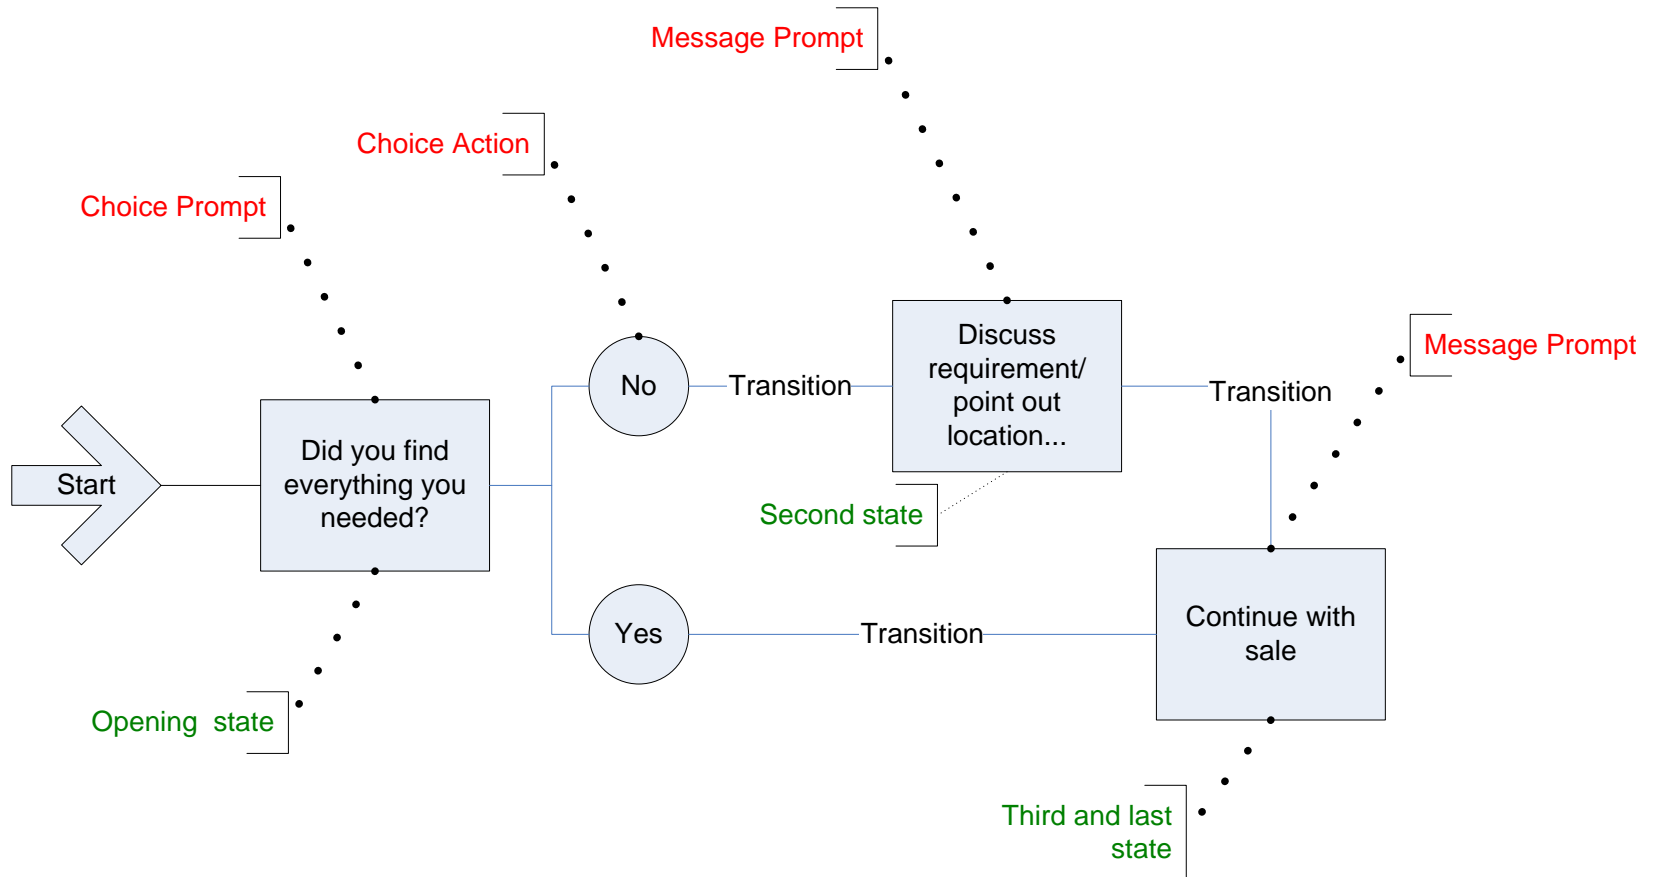 Message Prompt
Choice Action
Choice Prompt
Message Prompt
Start
Did you find
everything you
needed?
No
Transition
Discuss
requirement/
point out
location...
Transition
Second state
Yes
Transition
Continue with
sale
Opening  state
Third and last
state